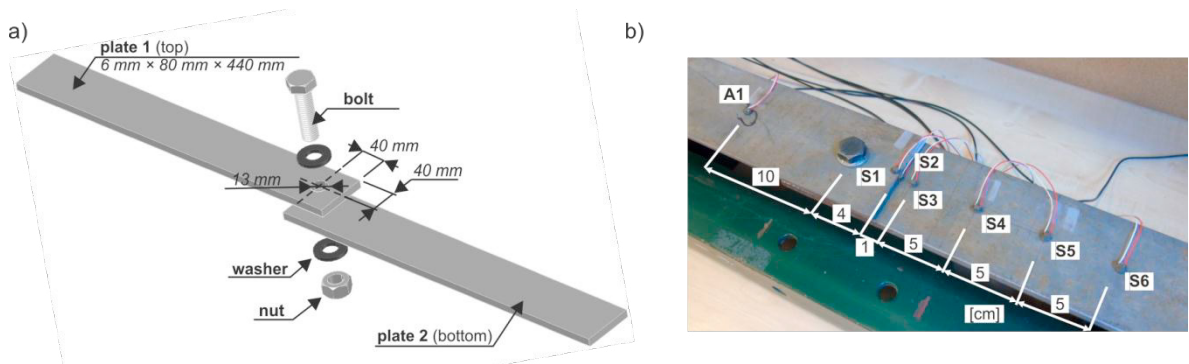 a)
plate 1 (top)
6 mm × 80 mm × 440 mm
bolt
40 mm
40 mm
13 mm
washer
nut
plate 2 (bottom)
b)
A1
S1
S2
S3
S4
S5
S6
10
4
1
5
5
5
[cm]